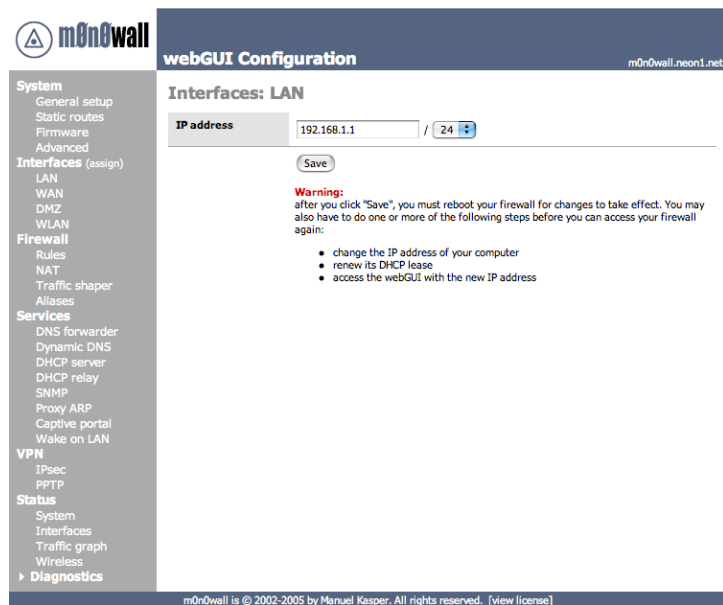 m0n0wall
webGUI Configuration
m0n0wall.neon1.net
System
General setup
Static routes
Firmware
Advanced
Interfaces (assign)
LAN
WAN
DMZ
WLAN
Firewall
Rules
NAT
Traffic shaper
Aliases
Services
DNS forwarder
Dynamic DNS
DHCP server
DHCP relay
SNMP
Proxy ARP
Captive portal
Wake on LAN
VPN
IPsec
PPTP
Status
System
Interfaces
Traffic graph
Wireless
Diagnostics
Interfaces: LAN
IP address
192.168.1.1 / 24
Save
Warning:
after you click "Save", you must reboot your firewall for changes to take effect. You may
also have to do one or more of the following steps before you can access your firewall
again:
• change the IP address of your computer
• renew its DHCP lease
• access the webGUI with the new IP address
m0n0wall is © 2002-2005 by Manuel Kasper. All rights reserved. [view license]